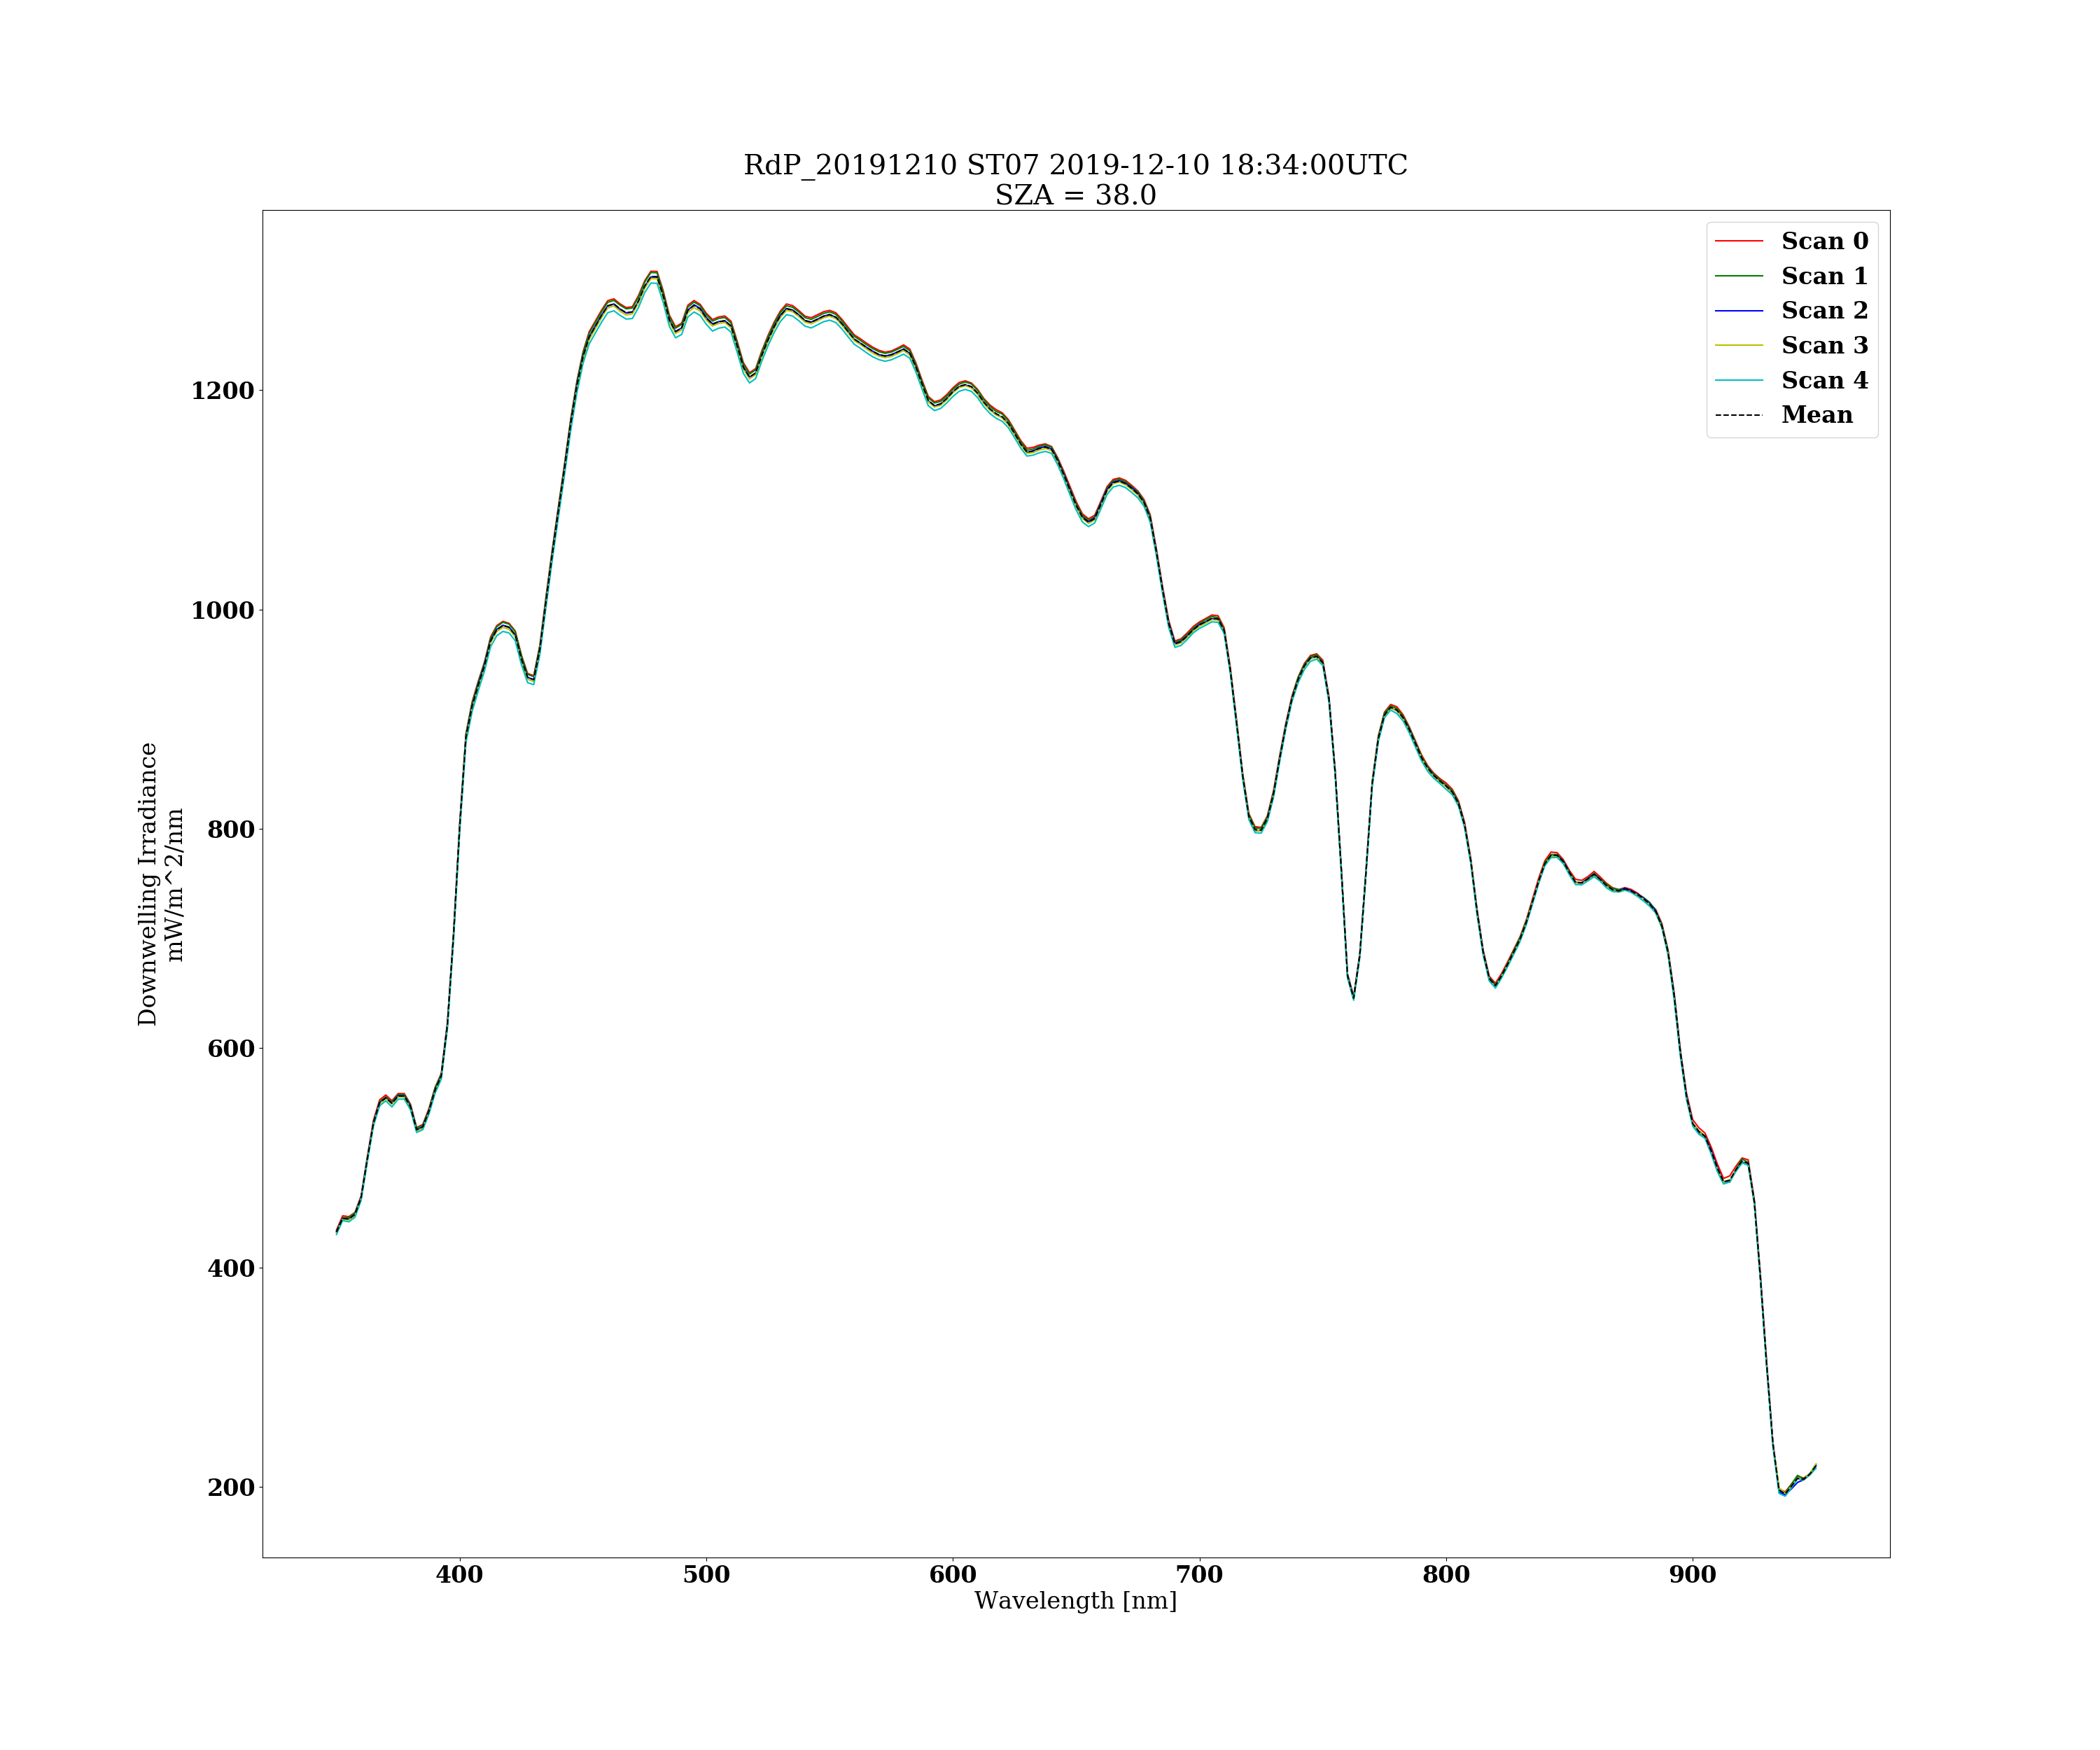 RdP_20191210 ST07 2019-12-10 18:34:00UTC
SZA = 38.0
Scan 0
Scan 1
Scan 2
Scan 3
Scan 4
Mean
Downwelling Irradiance
mW/m^2/nm
1200
1000
800
600
400
200
400 500 600 700 800 900
Wavelength [nm]